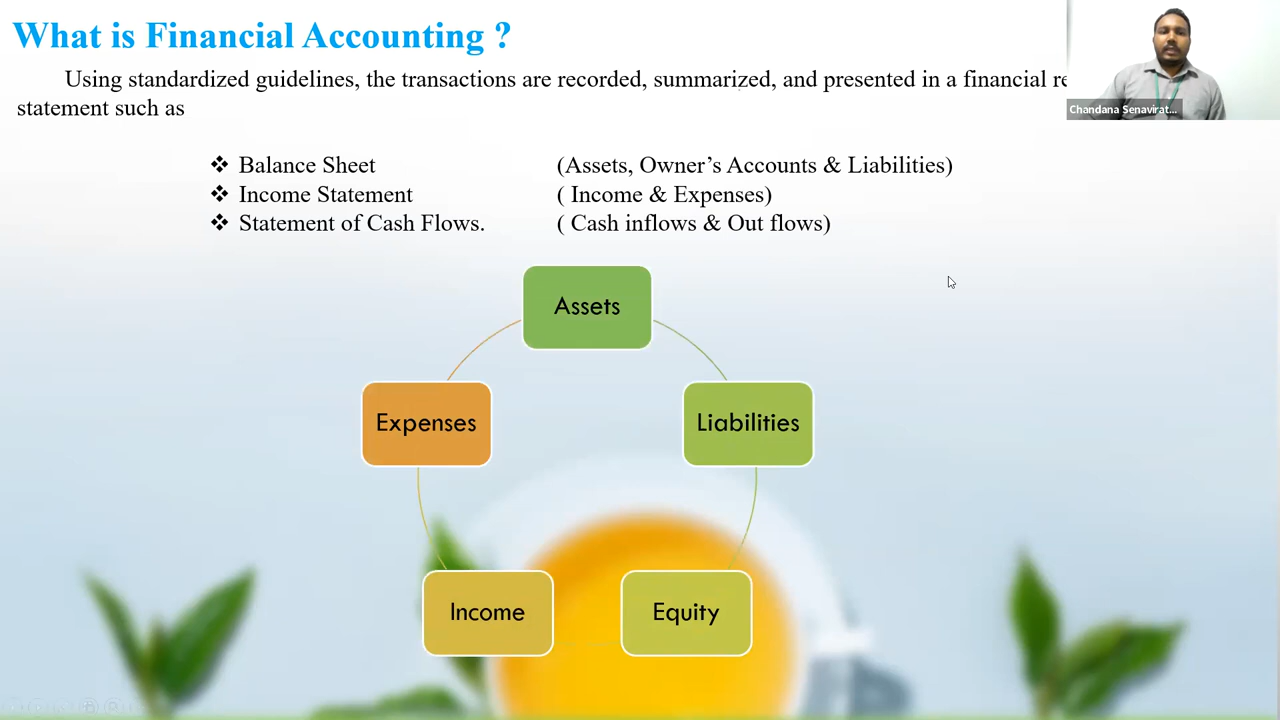 What is Financial Accounting ?
Using standardized guidelines, the transactions are recorded, summarized, and presented in a financial
statement such as
Chandana Senavirat...
❖ Balance Sheet (Assets, Owner's Accounts & Liabilities)
❖ Income Statement ( Income & Expenses)
❖ Statement of Cash Flows. ( Cash inflows & Out flows)
Assets
Expenses
Liabilities
Income
Equity